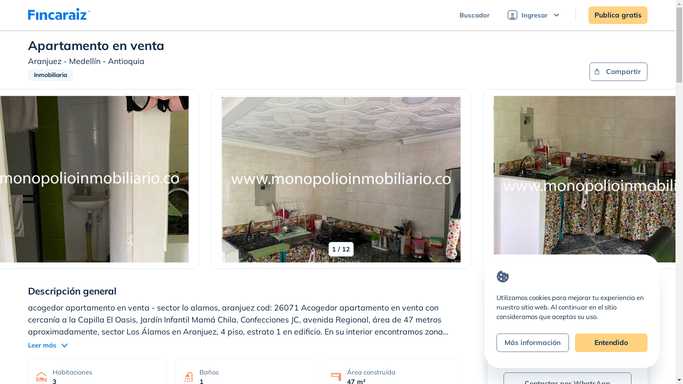 Fincaraiz
Buscador
Ingresar
Publica gratis
Apartamento en venta
Aranjuez - Medellín - Antioquia
Inmobiliaria
Compartir
monopolioinmobiliario.co
www.monopolioinmobiliario.co
www.monopolioinmob
1 / 12
Descripción general
acogedor apartamento en venta - sector lo alamos, aranjuez cod: 26071 Acogedor apartamento en venta con
cercanía a la Capilla El Oasis, Jardín Infantil Mamá Chila, Confecciones JC, avenida Regional, área de 47 metros
aproximadamente, sector Los Álamos en Aranjuez, 4 piso, estrato 1 en edificio. En su interior encontramos zona...
Leer más
Habitaciones
3
Baños
1
Área construida
47 m²
Utilizamos cookies para mejorar tu experiencia en
nuestro sitio web. Al continuar en el sitio
consideramos que aceptas su uso.
Más información
Entendido
Contactar por WhatsApp